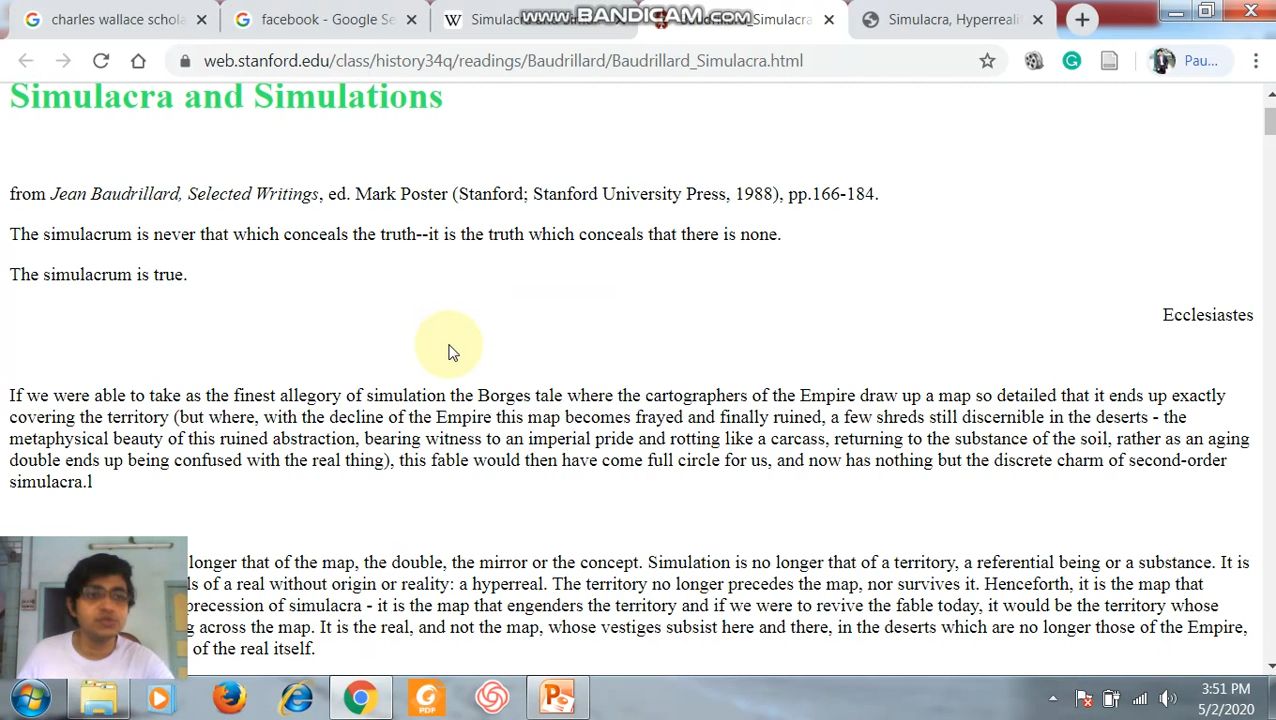 charles wallace schola
facebook - Google Se
Simulac
www.BANDICAM.com
Simulacra
Simulacra, Hyperreali
web.stanford.edu/class/history34q/readings/Baudrillard/Baudrillard_Simulacra.html
Pau...
Simulacra and Simulations
from Jean Baudrillard, Selected Writings, ed. Mark Poster (Stanford; Stanford University Press, 1988), pp.166-184.
The simulacrum is never that which conceals the truth--it is the truth which conceals that there is none.
The simulacrum is true.
Ecclesiastes
If we were able to take as the finest allegory of simulation the Borges tale where the cartographers of the Empire draw up a map so detailed that it ends up exactly
covering the territory (but where, with the decline of the Empire this map becomes frayed and finally ruined, a few shreds still discernible in the deserts - the
metaphysical beauty of this ruined abstraction, bearing witness to an imperial pride and rotting like a carcass, returning to the substance of the soil, rather as an aging
double ends up being confused with the real thing), this fable would then have come full circle for us, and now has nothing but the discrete charm of second-order
simulacra.l
longer that of the map, the double, the mirror or the concept. Simulation is no longer that of a territory, a referential being or a substance. It is
s of a real without origin or reality: a hyperreal. The territory no longer precedes the map, nor survives it. Henceforth, it is the map that
precession of simulacra - it is the map that engenders the territory and if we were to revive the fable today, it would be the territory whose
g across the map. It is the real, and not the map, whose vestiges subsist here and there, in the deserts which are no longer those of the Empire,
of the real itself.
3:51 PM
5/2/2020